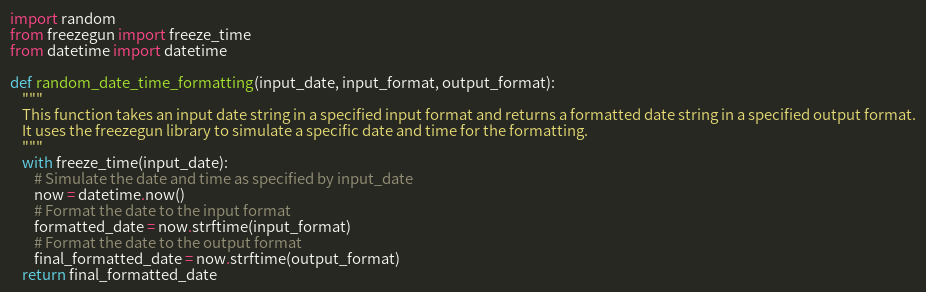 import random
from freezegun import freeze_time
from datetime import datetime

def random_date_time_formatting(input_date, input_format, output_format):
    """
    This function takes an input date string in a specified input format and returns a formatted date string in a specified output format.
    It uses the freezegun library to simulate a specific date and time for the formatting.
    """
    with freeze_time(input_date):
        # Simulate the date and time as specified by input_date
        now = datetime.now()
        # Format the date to the input format
        formatted_date = now.strftime(input_format)
        # Format the date to the output format
        final_formatted_date = now.strftime(output_format)
    return final_formatted_date